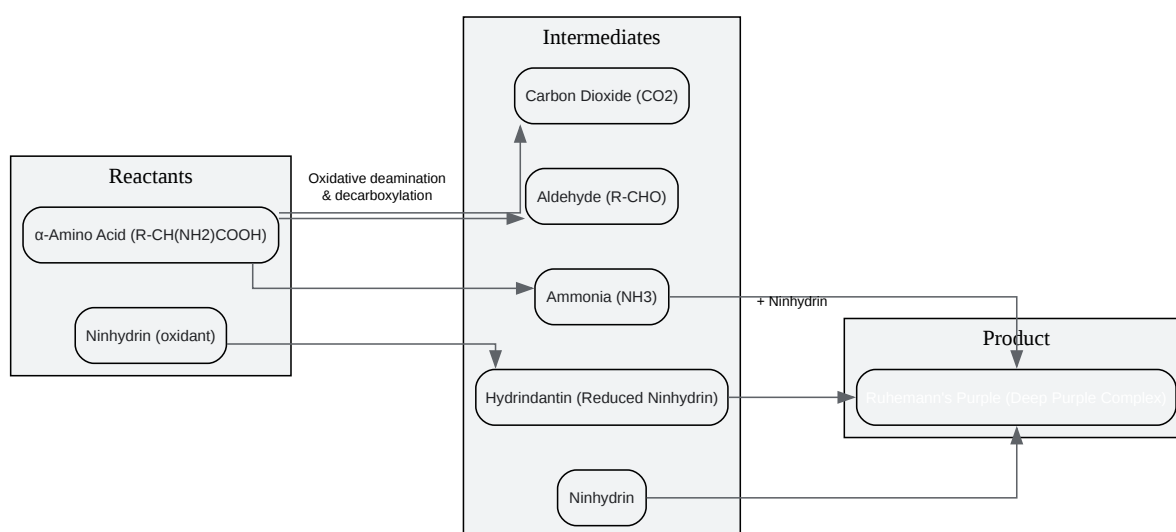 Reactants
α-Amino Acid (R-CH(NH2)COOH)
Ninhydrin (oxidant)
Oxidative deamination
& decarboxylation
Intermediates
Carbon Dioxide (CO2)
Aldehyde (R-CHO)
Ammonia (NH3)
Hydrindantin (Reduced Ninhydrin)
Ninhydrin
+ Ninhydrin
Product
Ruhemann's Purple (Deep Purple Complex)